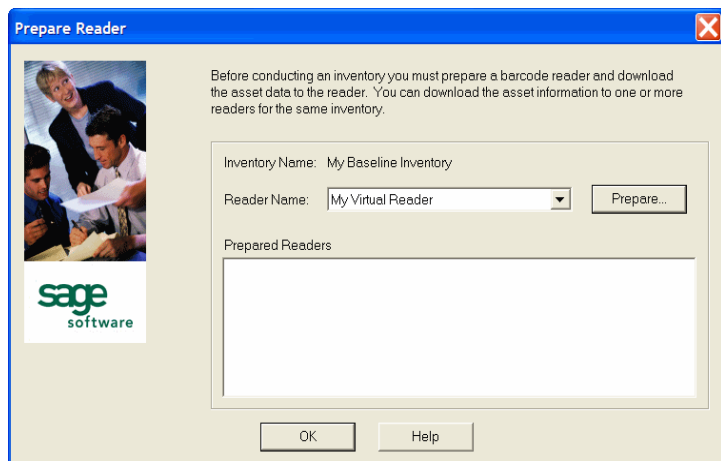 Prepare Reader
Before conducting an inventory you must prepare a barcode reader and download
the asset data to the reader. You can download the asset information to one or more
readers for the same inventory.
Inventory Name: My Baseline Inventory
Reader Name: My Virtual Reader Prepare...
Prepared Readers
sage
software
OK Help